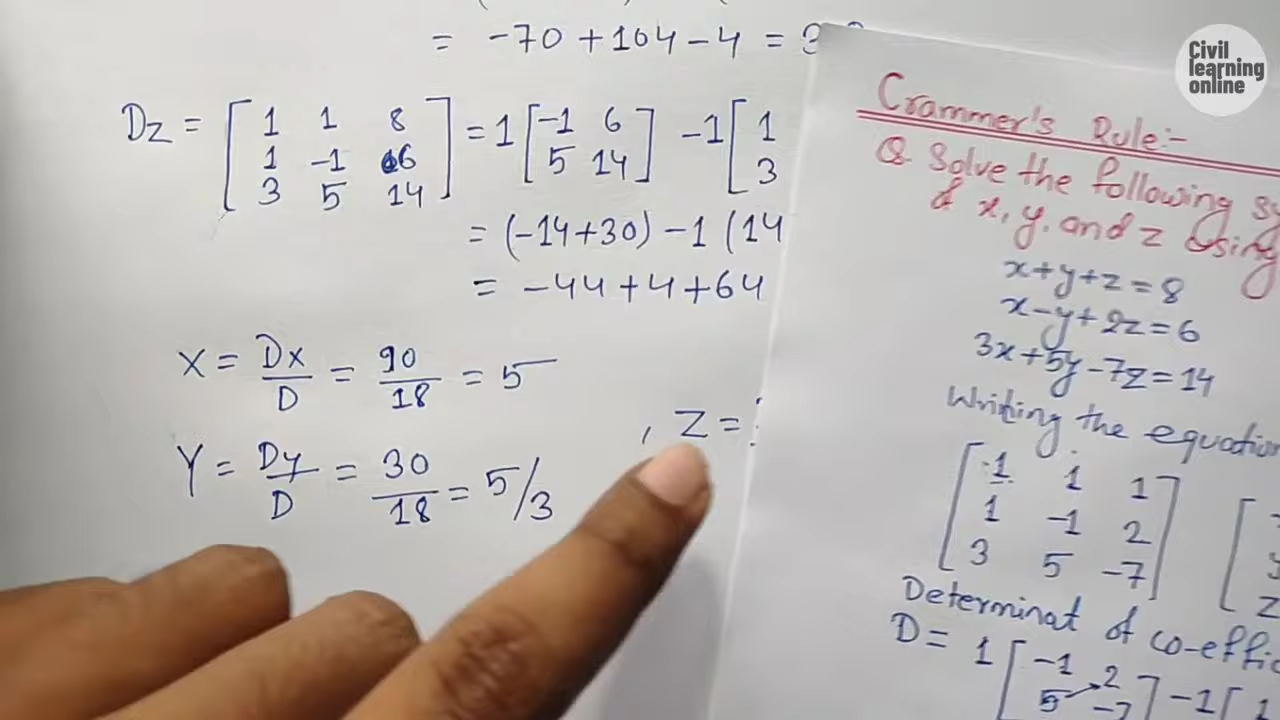 = -70 + 104 - 4 = 3
Dz = [1 1 8 = 1 [-1 6] -1 [1
1 -1 6 5 14 3
3 5 14]
= (-14+30) -1 (14
= -44 + 4 + 64
X = Dx/D = 90/18 = 5
, Z =
Y = Dy/D = 30/18 = 5/3
Civil
learning
online
Crammer's Rule:-
Q Solve the following sy
of x, y, and z using
x+y+z=8
x-y+2z=6
3x+5y-7z=14
Writing the equation
[1 1 1
1 -1 2
3 5 -7]
z
Determinat of co-effic
D = 1 [-1 2
5 -7] -1 [1